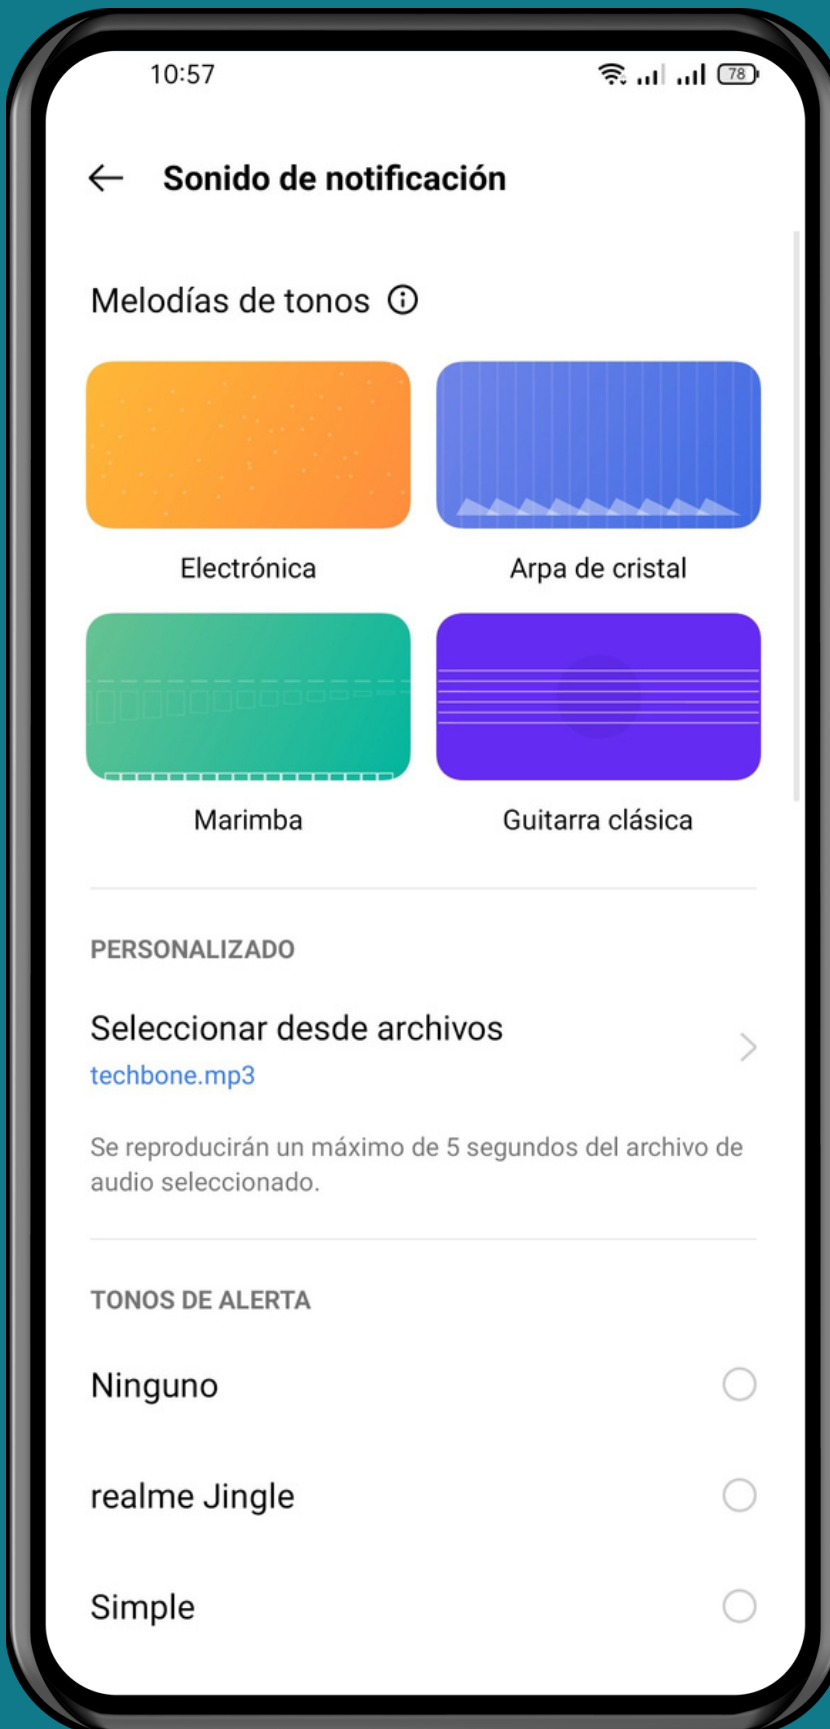 10:57
78
Sonido de notificación
Melodías de tonos
Electrónica
Arpa de cristal
Marimba
Guitarra clásica
PERSONALIZADO
Seleccionar desde archivos
techbone.mp3
Se reproducirán un máximo de 5 segundos del archivo de
audio seleccionado.
TONOS DE ALERTA
Ninguno
realme Jingle
Simple